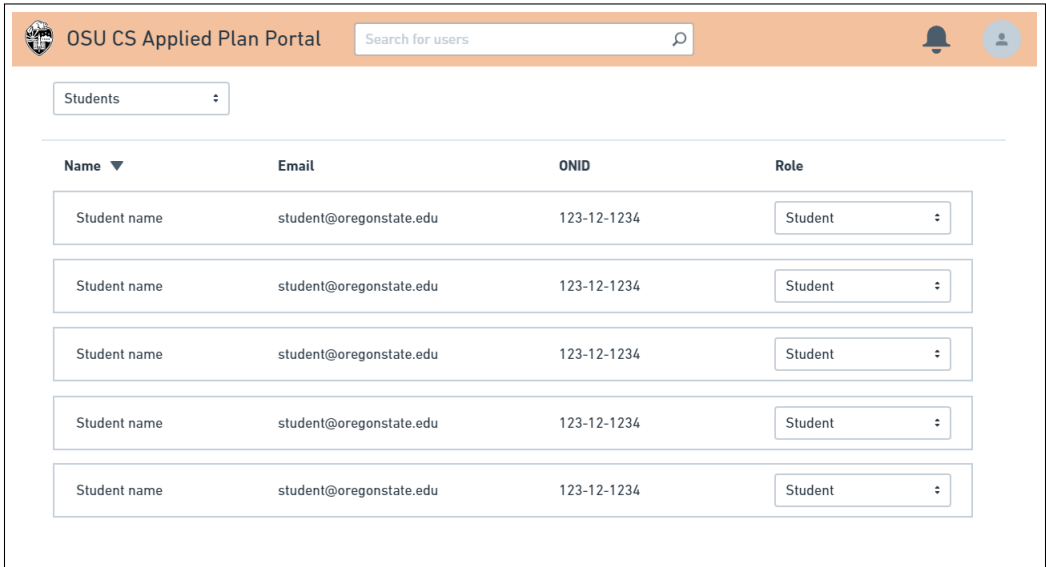 OSU CS Applied Plan Portal Search for users
Students
Name Email ONID Role
Student name student@oregonstate.edu 123-12-1234 Student
Student name student@oregonstate.edu 123-12-1234 Student
Student name student@oregonstate.edu 123-12-1234 Student
Student name student@oregonstate.edu 123-12-1234 Student
Student name student@oregonstate.edu 123-12-1234 Student